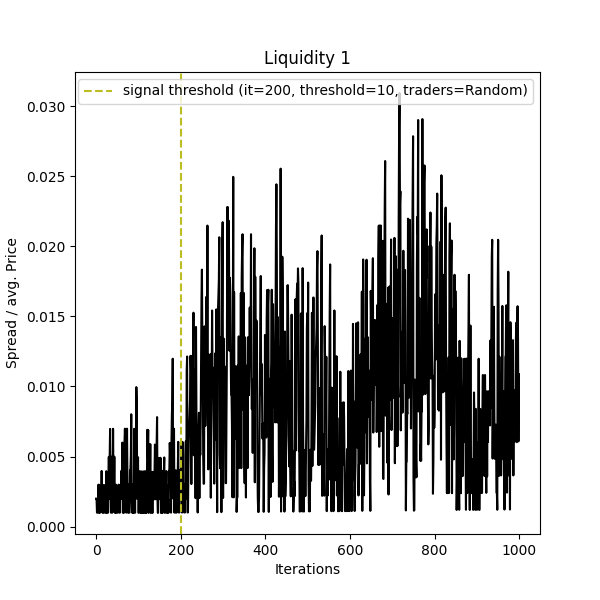 Liquidity 1
signal threshold (it=200, threshold=10, traders=Random)
Spread / avg. Price
0.030
0.025
0.020
0.015
0.010
0.005
0.000
0 200 400 600 800 1000
Iterations